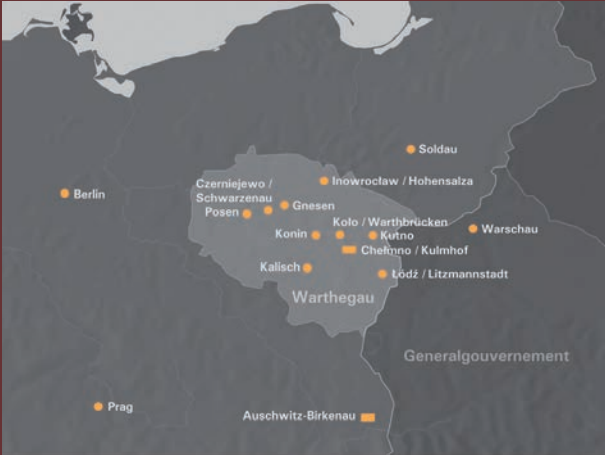 Soldau
Czerniejewo /
Schwarzenau
Inowrocław / Hohensalza
Berlin
Gnesen
Posen
Koło / Warthbrücken
Warschau
Konin
Kutno
Chełmno / Kulmhof
Kalisch
Łódź / Litzmannstadt
Warthegau
Generalgouvernement
Prag
Auschwitz-Birkenau